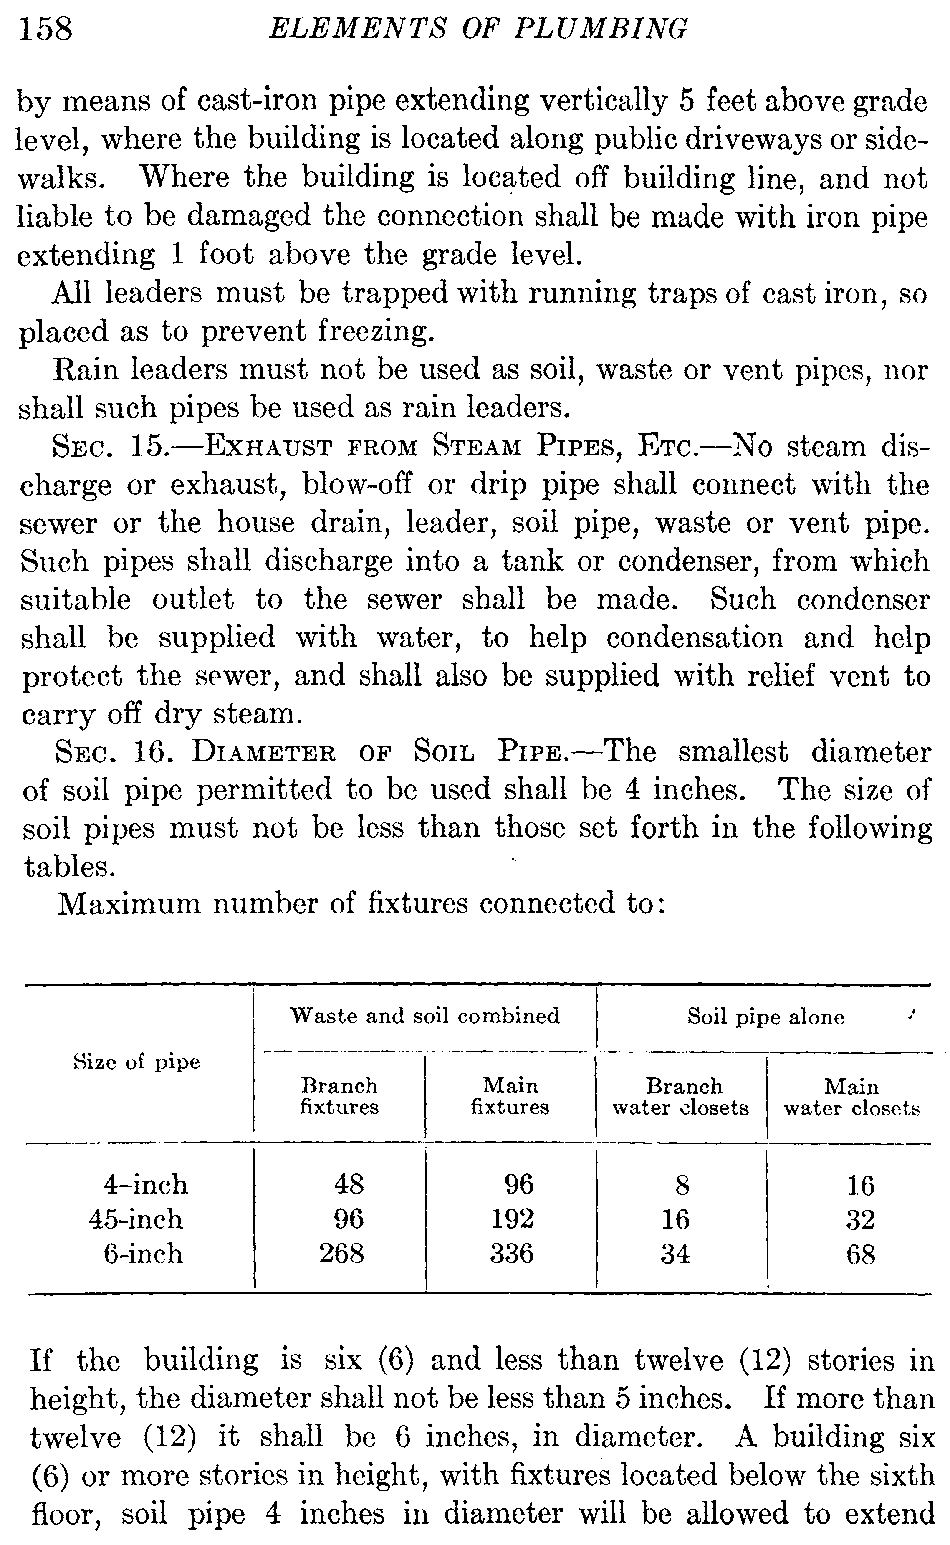 158 ELEMENTS OF PLUMBING
by means of cast-iron pipe extending vertically 5 feet above grade
level, where the building is located along public driveways or side-
walks. Where the building is located off building line, and not
liable to be damaged the connection shall be made with iron pipe
extending 1 foot above the grade level.
All leaders must be trapped with running traps of cast iron, so
placed as to prevent freezing.
Rain leaders must not be used as soil, waste or vent pipes, nor
shall such pipes be used as rain leaders.
SEC. 15.—EXHAUST FROM STEAM PIPES, ETC.—No steam dis-
charge or exhaust, blow-off or drip pipe shall connect with the
sewer or the house drain, leader, soil pipe, waste or vent pipe.
Such pipes shall discharge into a tank or condenser, from which
suitable outlet to the sewer shall be made. Such condenser
shall be supplied with water, to help condensation and help
protect the sewer, and shall also be supplied with relief vent to
carry off dry steam.
SEC. 16. DIAMETER OF SOIL PIPE.—The smallest diameter
of soil pipe permitted to be used shall be 4 inches. The size of
soil pipes must not be less than those set forth in the following
tables.
Maximum number of fixtures connected to:
Waste and soil combined Soil pipe alone
Size of pipe
Branch Main Branch Main
fixtures fixtures water closets water closets
4-inch 48 96 8 16
45-inch 96 192 16 32
6-inch 268 336 34 68
If the building is six (6) and less than twelve (12) stories in
height, the diameter shall not be less than 5 inches. If more than
twelve (12) it shall be 6 inches, in diameter. A building six
(6) or more stories in height, with fixtures located below the sixth
floor, soil pipe 4 inches in diameter will be allowed to extend